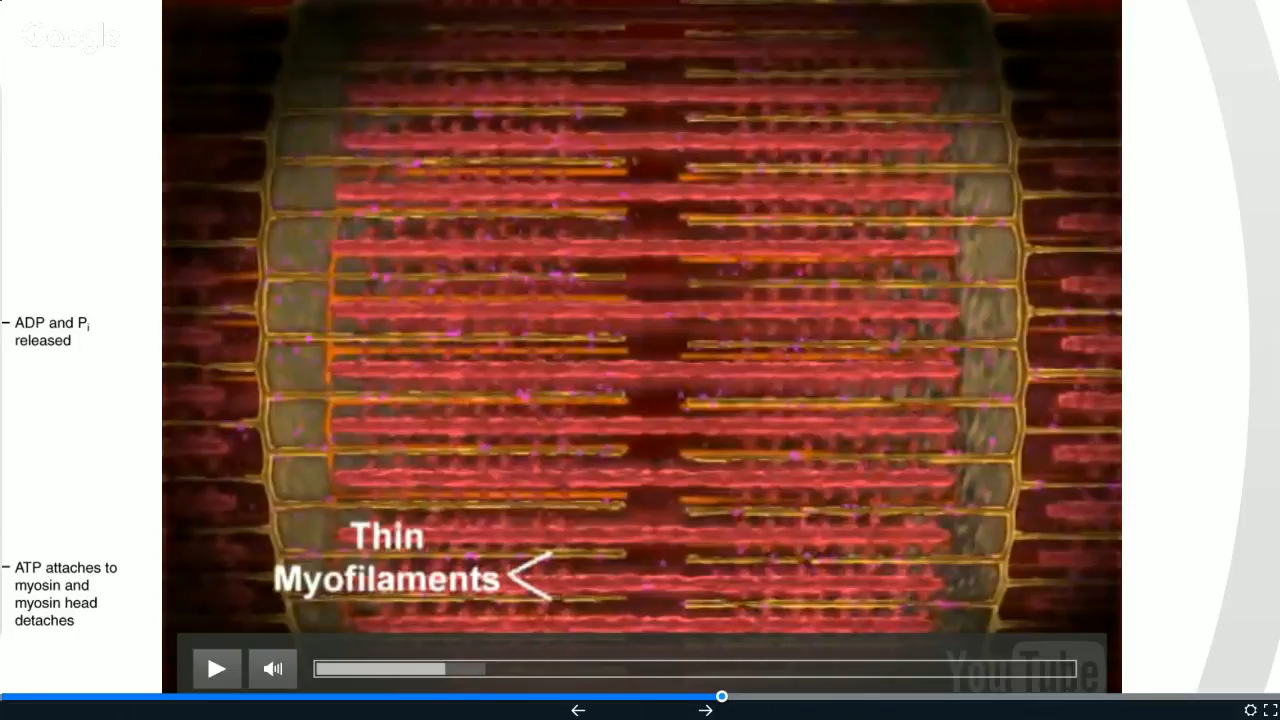 Google
ADP and Pi
released
Thin
Myofilaments
ATP attaches to
myosin and
myosin head
detaches
YouTube